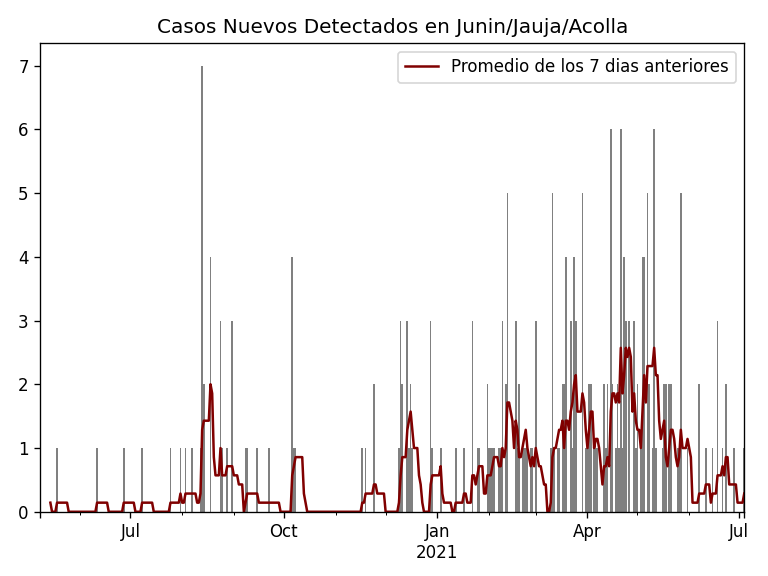 Casos Nuevos Detectados en Junin/Jauja/Acolla
Promedio de los 7 dias anteriores
7
6
5
4
3
2
1
0
Jul
Oct
Jan
2021
Apr
Jul